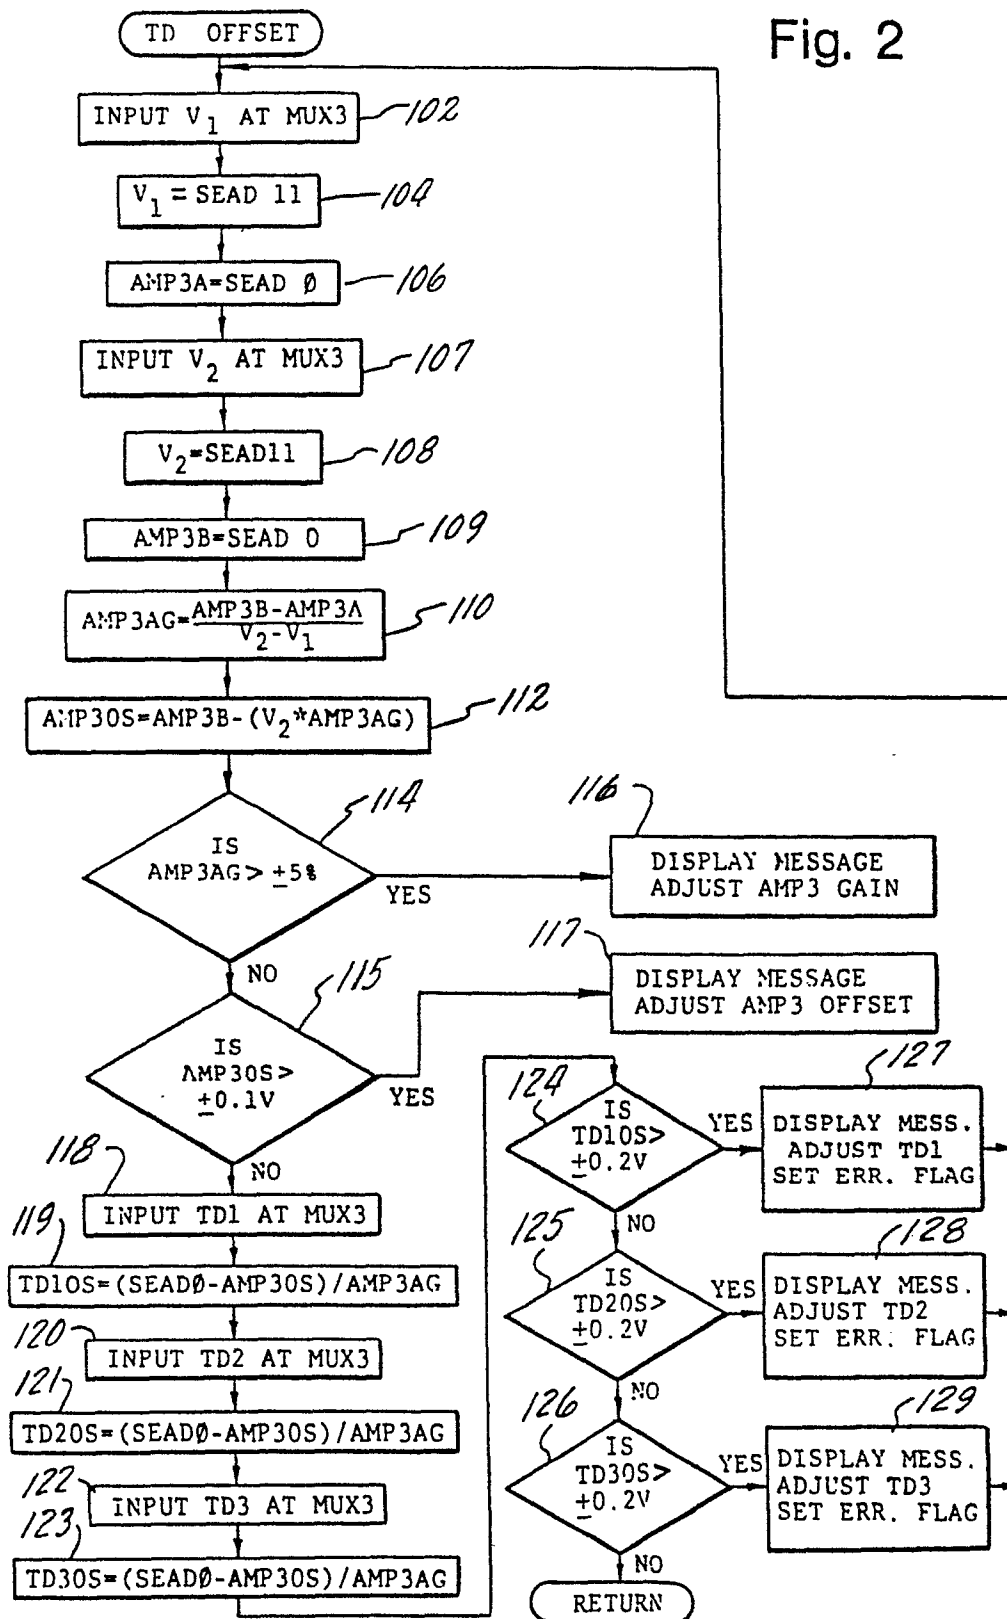 Fig. 2
TD OFFSET
INPUT V1 AT MUX3
102
V1 = SEAD 11
104
AMP3A=SEAD Ø
106
INPUT V2 AT MUX3
107
V2=SEAD11
108
AMP3B=SEAD 0
109
AMP3AG=AMP3B-AMP3A
V2-V1
110
AMP3OS=AMP3B-(V2*AMP3AG)
112
114
IS
AMP3AG> ±5%
YES
NO
116
DISPLAY MESSAGE
ADJUST AMP3 GAIN
115
IS
AMP3OS>
±0.1V
YES
NO
117
DISPLAY MESSAGE
ADJUST AMP3 OFFSET
118
INPUT TD1 AT MUX3
119
TD1OS=(SEADØ-AMP3OS)/AMP3AG
120
INPUT TD2 AT MUX3
121
TD2OS=(SEADØ-AMP3OS)/AMP3AG
122
INPUT TD3 AT MUX3
123
TD3OS=(SEADØ-AMP3OS)/AMP3AG
124
IS
TD1OS>
±0.2V
YES
NO
127
DISPLAY MESS.
ADJUST TD1
SET ERR. FLAG
125
IS
TD2OS>
±0.2V
YES
NO
128
DISPLAY MESS.
ADJUST TD2
SET ERR. FLAG
126
IS
TD3OS>
±0.2V
YES
NO
129
DISPLAY MESS.
ADJUST TD3
SET ERR. FLAG
RETURN